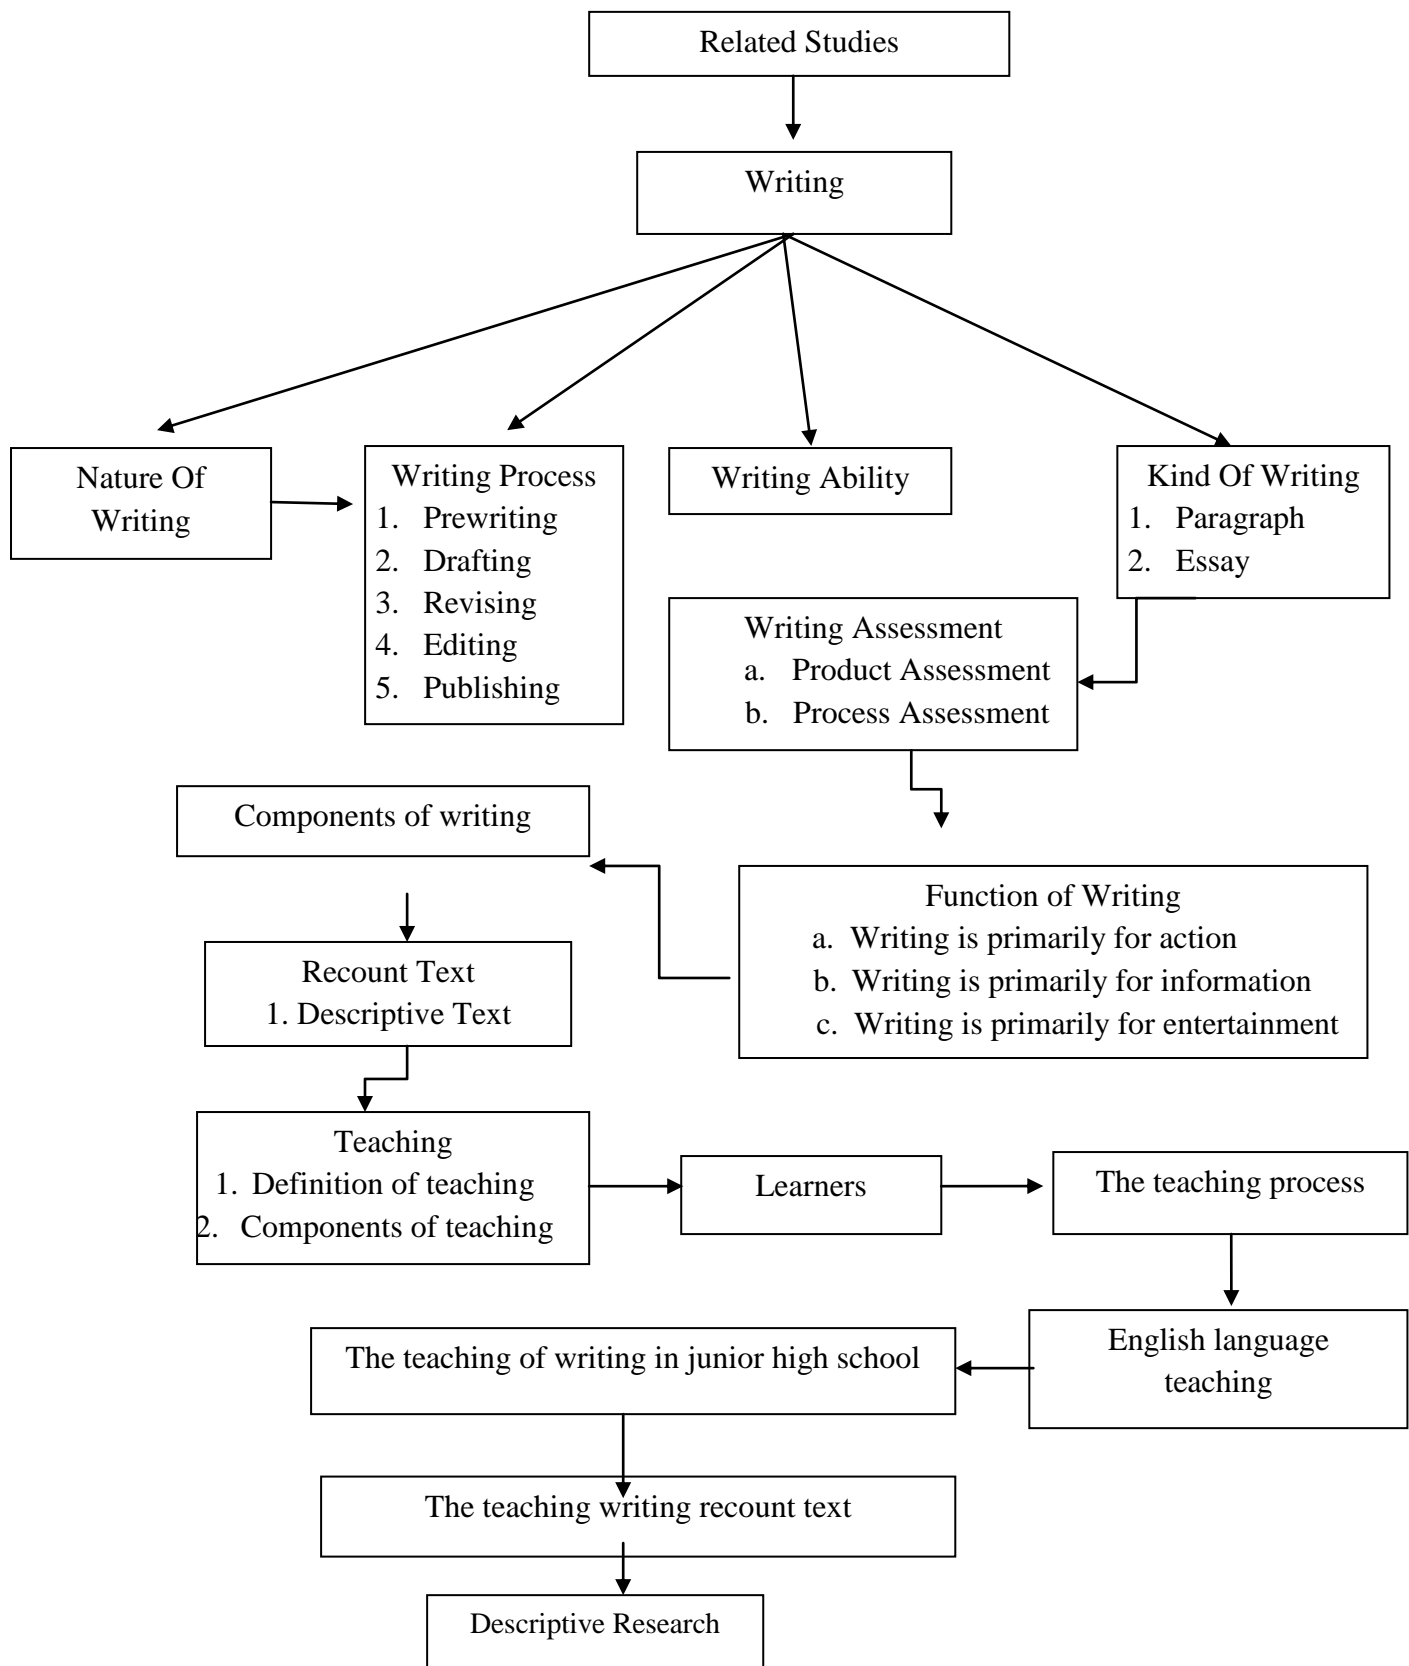 Related Studies
Writing
Nature Of
Writing
Writing Process
1. Prewriting
2. Drafting
3. Revising
4. Editing
5. Publishing
Writing Ability
Kind Of Writing
1. Paragraph
2. Essay
Writing Assessment
a. Product Assessment
b. Process Assessment
Components of writing
Function of Writing
a. Writing is primarily for action
b. Writing is primarily for information
c. Writing is primarily for entertainment
Recount Text
1. Descriptive Text
Teaching
1. Definition of teaching
2. Components of teaching
Learners
The teaching process
English language
teaching
The teaching of writing in junior high school
The teaching writing recount text
Descriptive Research